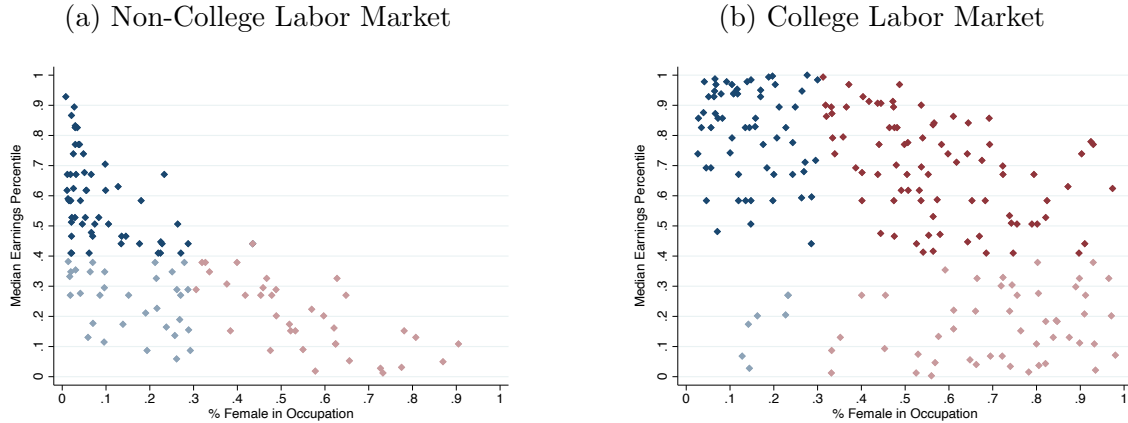 (a) Non-College Labor Market
Median Earnings Percentile
1
.9
.8
.7
.6
.5
.4
.3
.2
.1
0
0 .1 .2 .3 .4 .5 .6 .7 .8 .9 1
% Female in Occupation
(b) College Labor Market
Median Earnings Percentile
1
.9
.8
.7
.6
.5
.4
.3
.2
.1
0
0 .1 .2 .3 .4 .5 .6 .7 .8 .9 1
% Female in Occupation